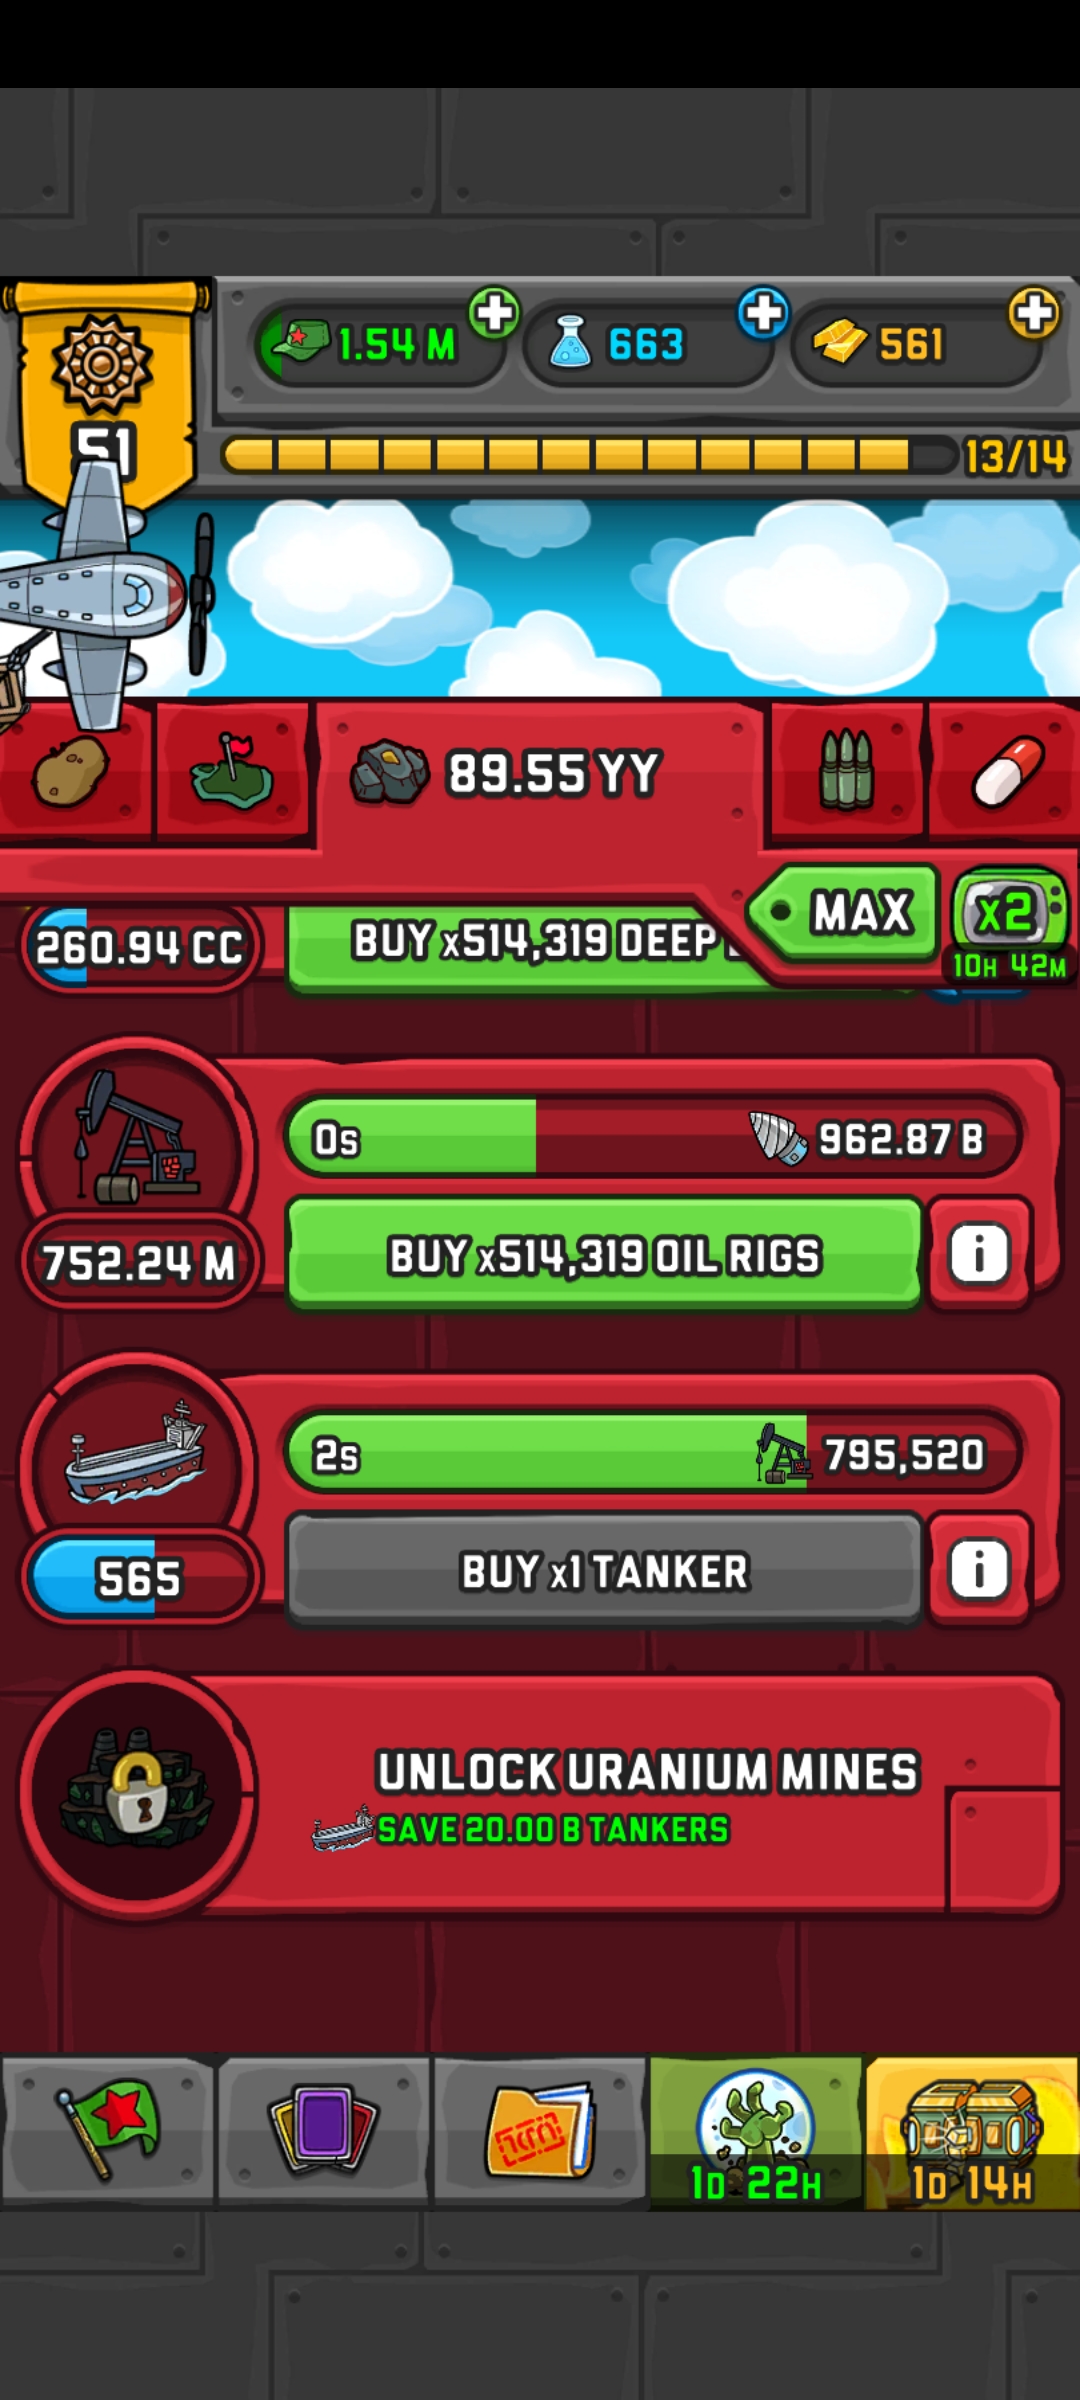 1.54 M
663
561
51
13/14
89.55 YY
MAX
x2
10H 42M
260.94 CC
BUY x514,319 DEEP
0s
962.87 B
752.24 M
BUY x514,319 OIL RIGS
i
2s
795,520
565
BUY x1 TANKER
i
UNLOCK URANIUM MINES
SAVE 20.00 B TANKERS
1D 22H
1D 14H